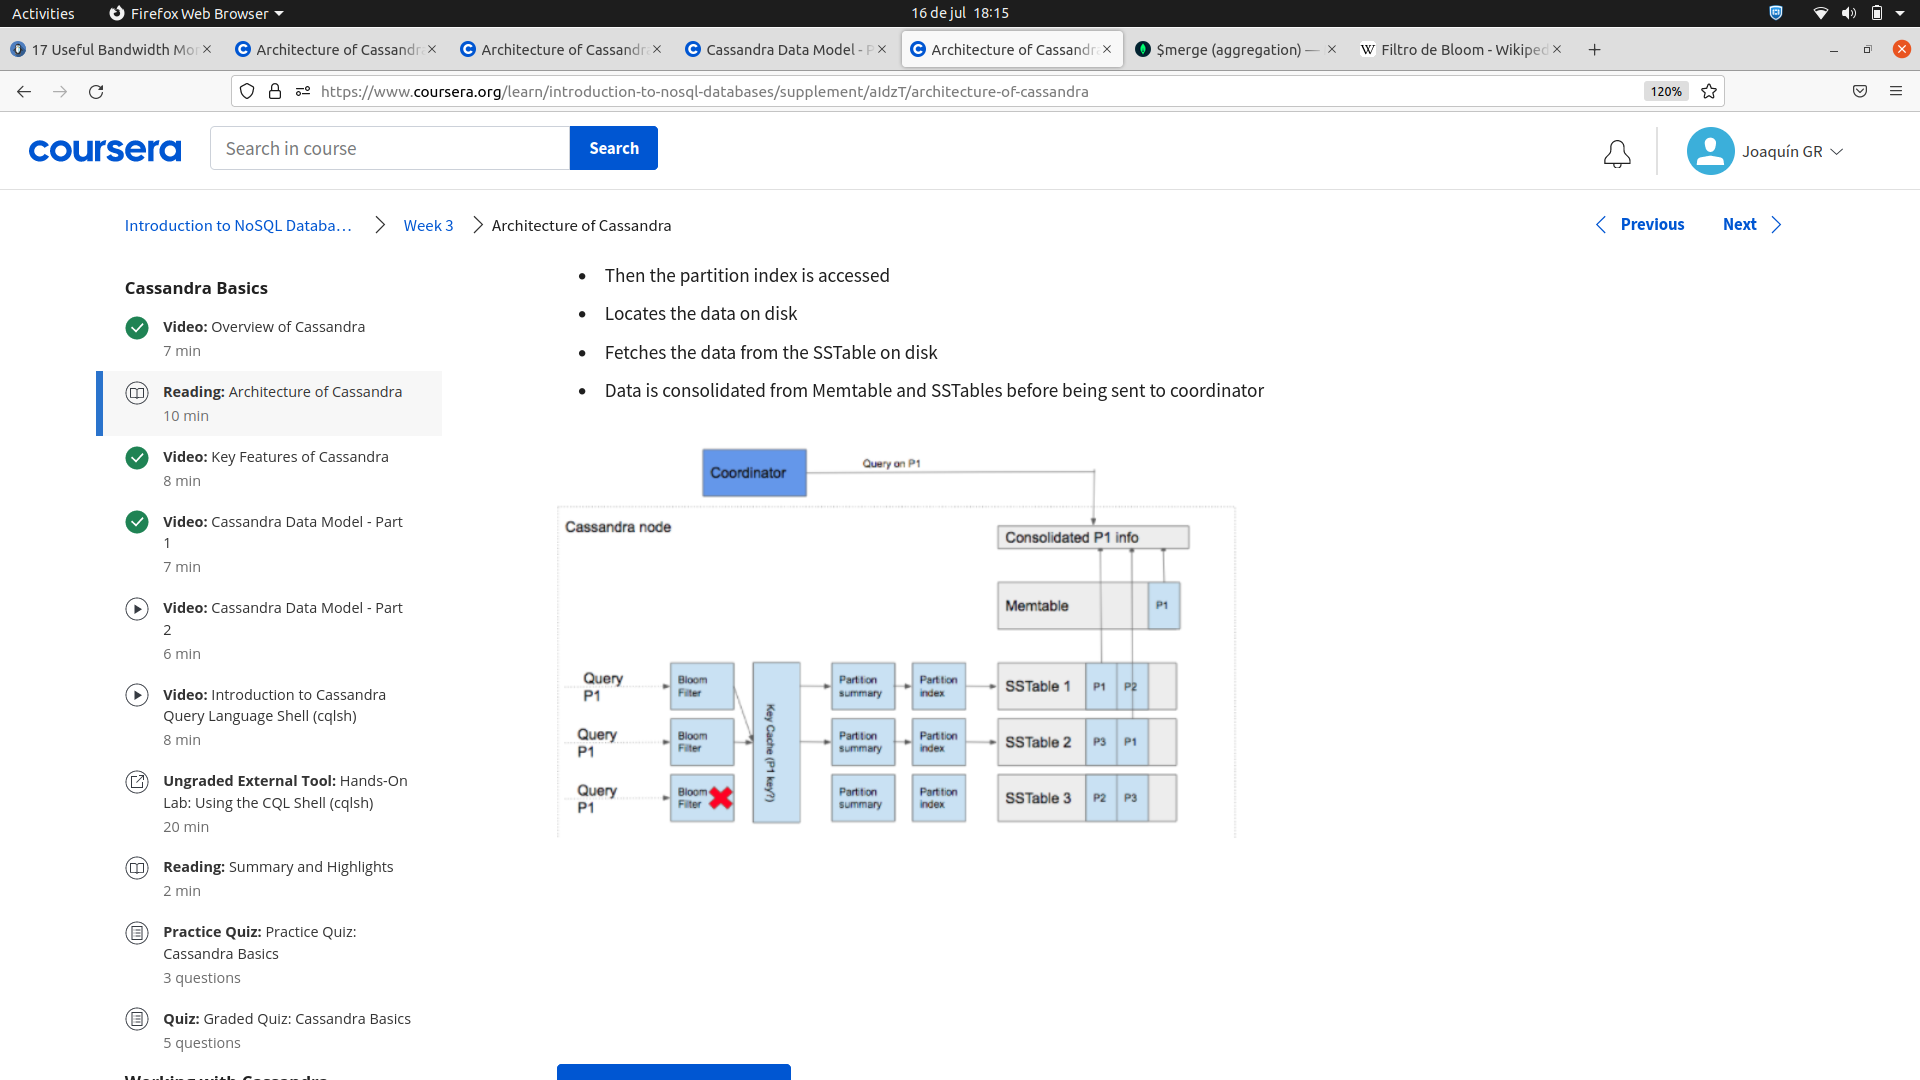 Activities
Firefox Web Browser
16 de jul 18:15
17 Useful Bandwidth Mo
Architecture of Cassandr
Architecture of Cassandr
Cassandra Data Model - P
Architecture of Cassandr
$merge (aggregation) —
Filtro de Bloom - Wikiped
https://www.coursera.org/learn/introduction-to-nosql-databases/supplement/aIdzT/architecture-of-cassandra
120%
coursera
Search in course
Search
Joaquín GR
Introduction to NoSQL Databa...
Week 3
Architecture of Cassandra
Previous
Next
Cassandra Basics
Video: Overview of Cassandra
7 min
Reading: Architecture of Cassandra
10 min
Video: Key Features of Cassandra
8 min
Video: Cassandra Data Model - Part
1
7 min
Video: Cassandra Data Model - Part
2
6 min
Video: Introduction to Cassandra
Query Language Shell (cqlsh)
8 min
Ungraded External Tool: Hands-On
Lab: Using the CQL Shell (cqlsh)
20 min
Reading: Summary and Highlights
2 min
Practice Quiz: Practice Quiz:
Cassandra Basics
3 questions
Quiz: Graded Quiz: Cassandra Basics
5 questions
Working with Cassandra
• Then the partition index is accessed
• Locates the data on disk
• Fetches the data from the SSTable on disk
• Data is consolidated from Memtable and SSTables before being sent to coordinator
Coordinator
Query on P1
Cassandra node
Consolidated P1 info
Memtable
P1
Query
P1
Bloom
Filter
Key Cache (P1 key?)
Partition
summary
Partition
index
SSTable 1
P1
P2
Query
P1
Bloom
Filter
Partition
summary
Partition
index
SSTable 2
P3
P1
Query
P1
Bloom
Filter
Partition
summary
Partition
index
SSTable 3
P2
P3